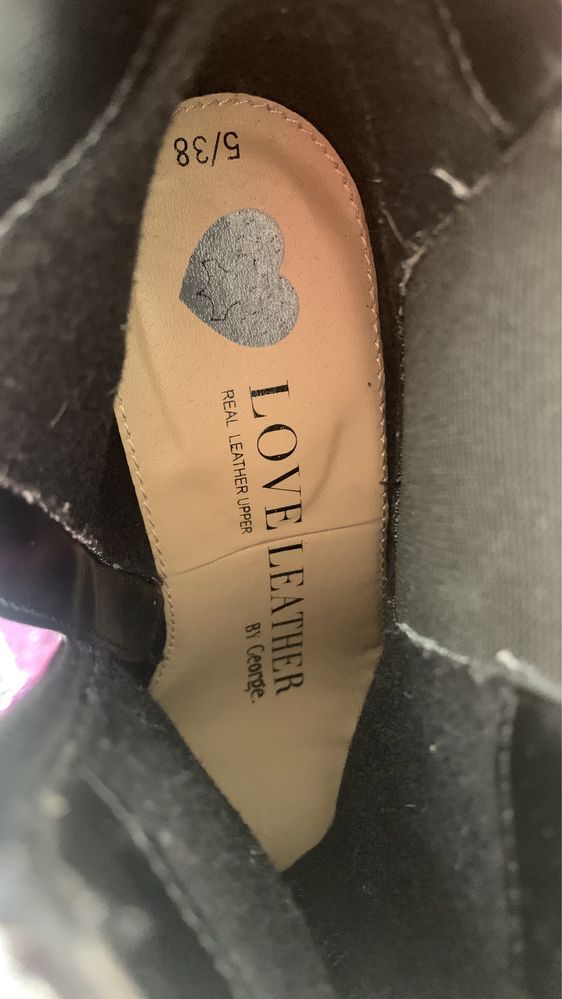 5/38
LOVE LEATHER
BY George.
REAL LEATHER UPPER